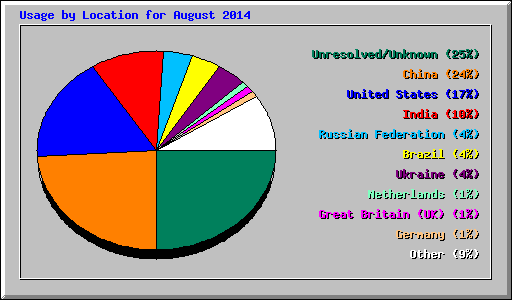 Usage by Location for August 2014
Unresolved/Unknown (25%)
China (24%)
United States (17%)
India (10%)
Russian Federation (4%)
Brazil (4%)
Ukraine (4%)
Netherlands (1%)
Great Britain (UK) (1%)
Germany (1%)
Other (9%)